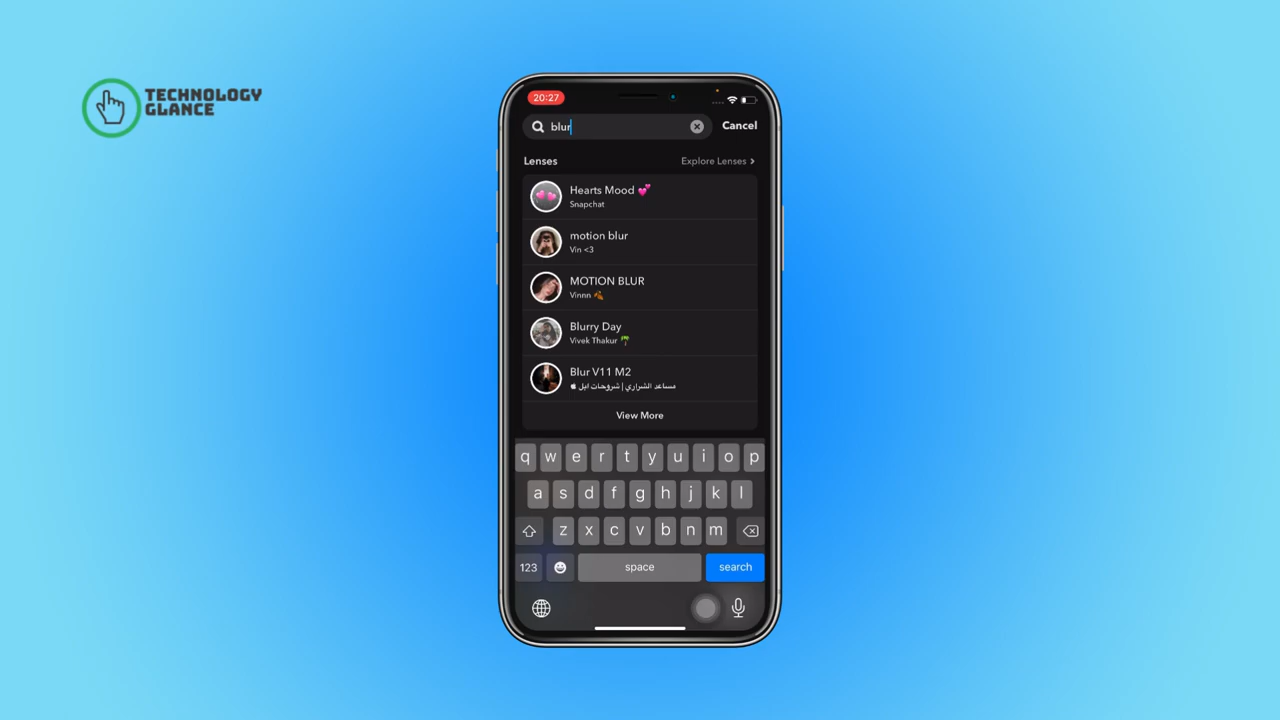 TECHNOLOGY
GLANCE
20:27
blur
Cancel
Lenses
Explore Lenses >
Hearts Mood 💕
Snapchat
motion blur
Vin <3
MOTION BLUR
Vinnn 🍂
Blurry Day
Vivek Thakur 🌴
Blur V11 M2
مساعد الشراري | شروحات ابل
View More
q w e r t y u i o p
a s d f g h j k l
z x c v b n m
123
space
search